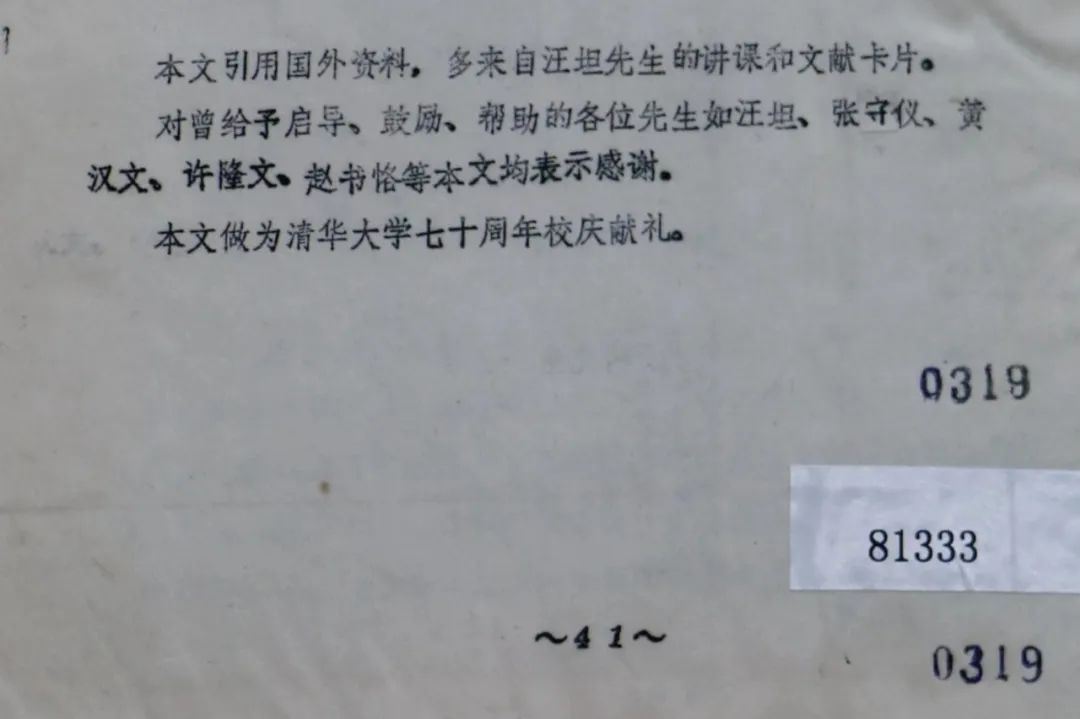 本文引用国外资料，多来自汪坦先生的讲课和文献卡片。
对曾给予启导、鼓励、帮助的各位先生如汪坦、张守仪、黄
汉文、许隆文、赵书恪等本文均表示感谢。
本文做为清华大学七十周年校庆献礼。
0319
81333
～41～
0319